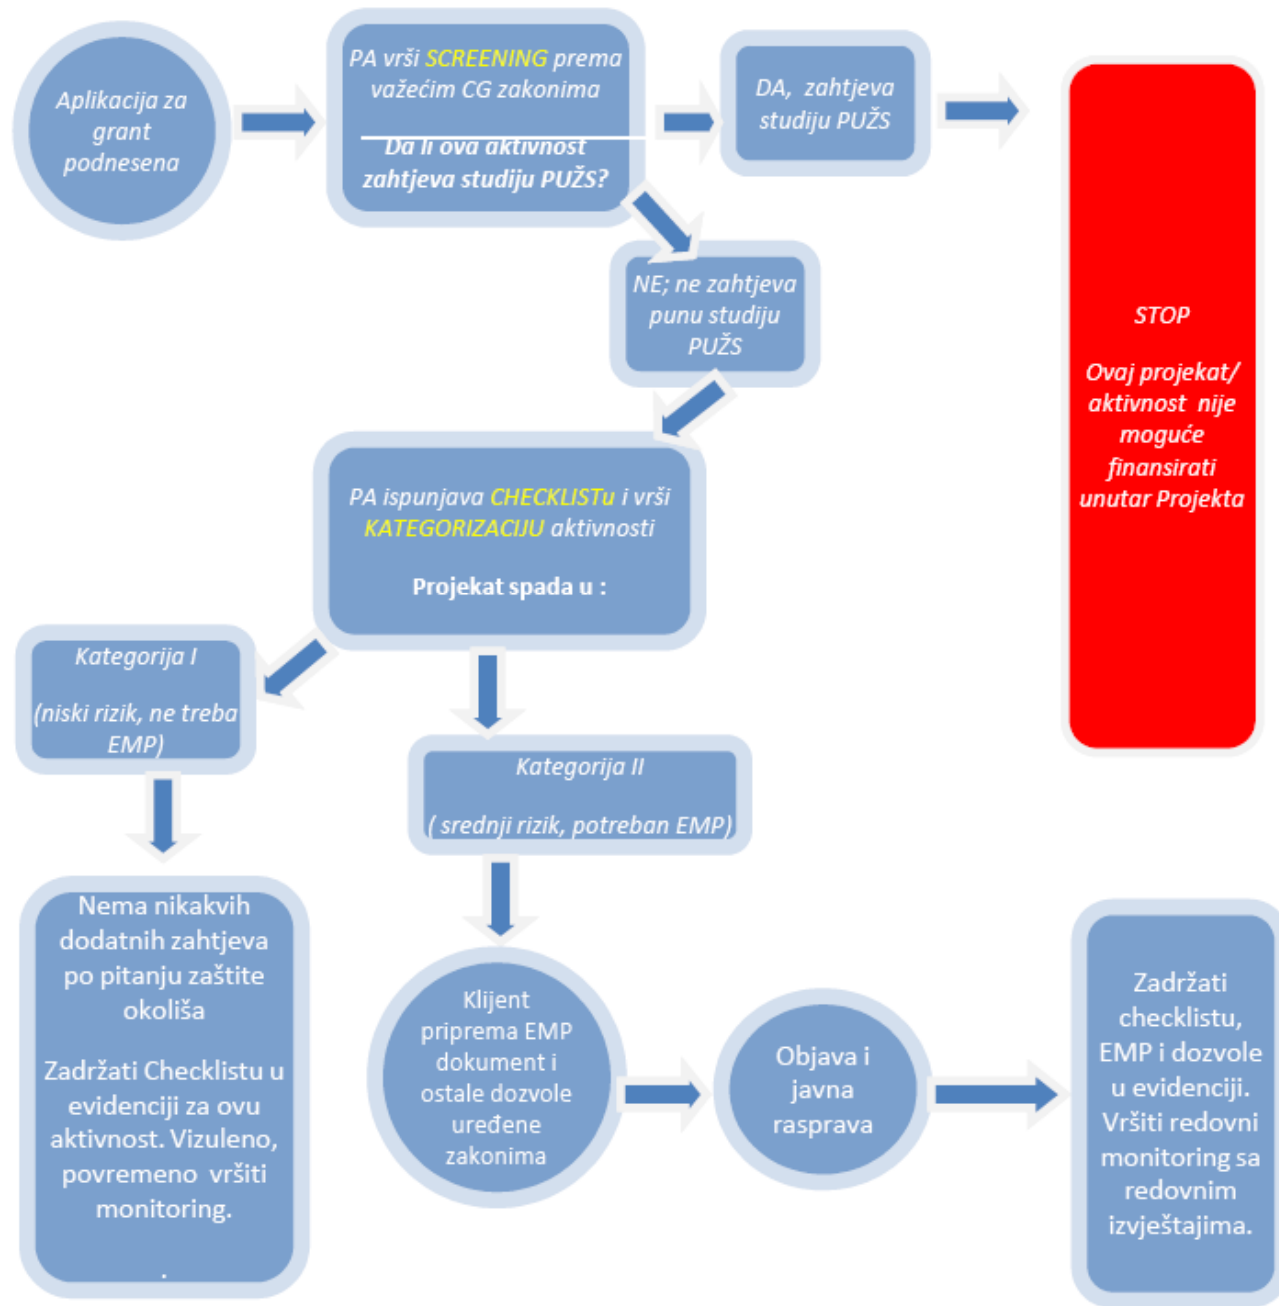 Aplikacija za
grant
podnesena
PA vrši SCREENING prema
važećim CG zakonima
Da li ova aktivnost
zahtjeva studiju PUŽS?
DA, zahtjeva
studiju PUŽS
NE; ne zahtjeva
punu studiju
PUŽS
STOP
Ovaj projekat/
aktivnost nije
moguće
finansirati
unutar Projekta
PA ispunjava CHECKLISTu i vrši
KATEGORIZACIJU aktivnosti
Projekat spada u :
Kategorija I
(niski rizik, ne treba
EMP)
Kategorija II
( srednji rizik, potreban EMP)
Nema nikakvih
dodatnih zahtjeva
po pitanju zaštite
okoliša
Zadržati Checklistu u
evidenciji za ovu
aktivnost. Vizuleno,
povremeno vršiti
monitoring.
.
Klijent
priprema EMP
dokument i
ostale dozvole
uređene
zakonima
Objava i
javna
rasprava
Zadržati
checklistu,
EMP i dozvole
u evidenciji.
Vršiti redovni
monitoring sa
redovnim
izvještajima.